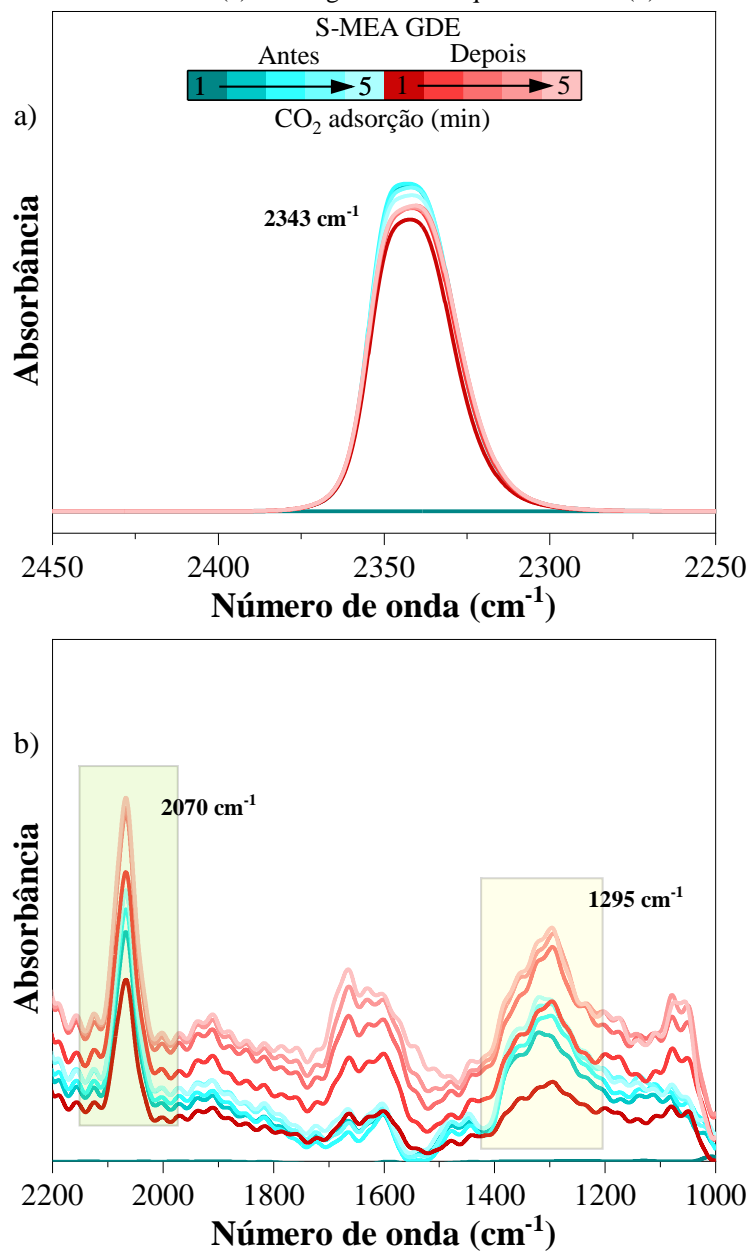 S-MEA GDE
Antes Depois
1 5 1 5
CO₂ adsorção (min)
a)
2343 cm⁻¹
Absorbância
2450 2400 2350 2300 2250
Número de onda (cm⁻¹)
b)
2070 cm⁻¹
1295 cm⁻¹
Absorbância
2200 2000 1800 1600 1400 1200 1000
Número de onda (cm⁻¹)